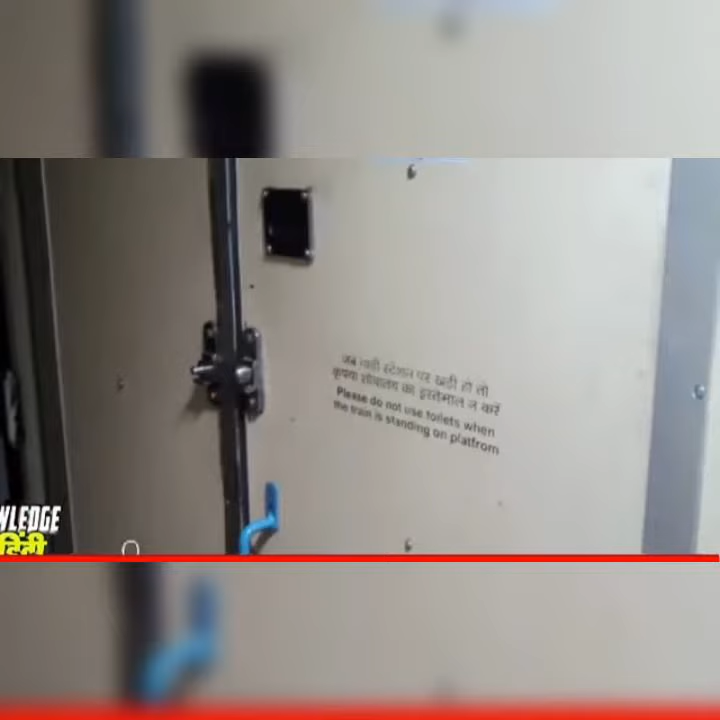 जब गाड़ी स्टेशन पर खड़ी हो तो
कृपया शौचालय का इस्तेमाल न करें
Please do not use toilets when
the train is standing on platfrom
WLEDGE
हिंदी